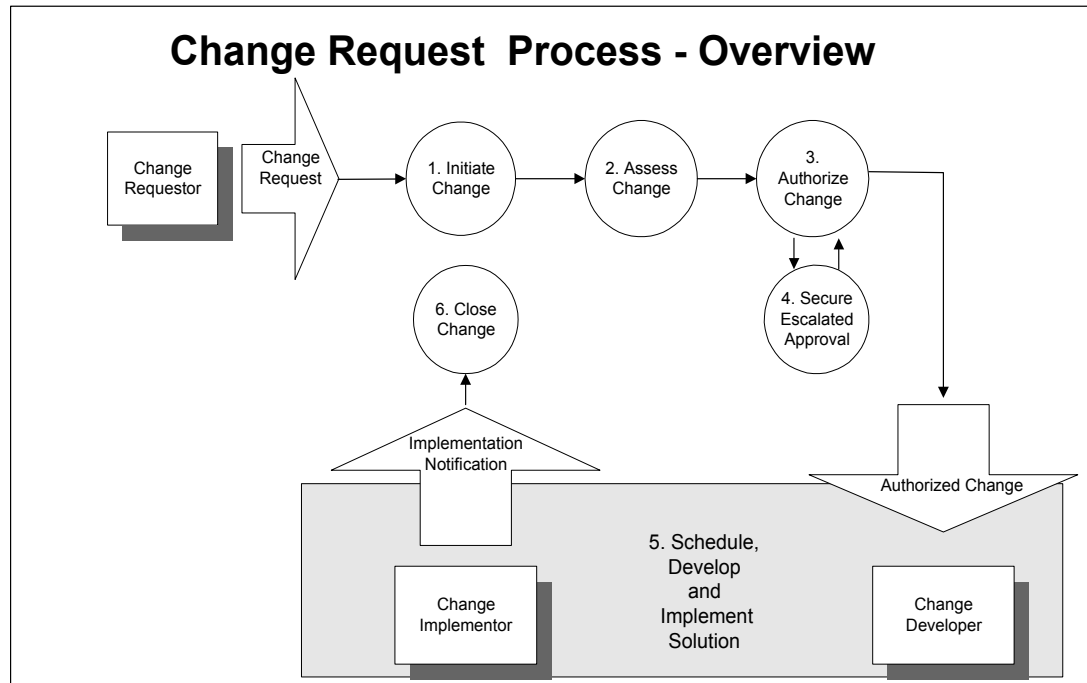 Change Request Process - Overview
Change
Requestor
Change
Request
1. Initiate
Change
2. Assess
Change
3.
Authorize
Change
4. Secure
Escalated
Approval
6. Close
Change
Implementation
Notification
Authorized Change
5. Schedule,
Develop
and
Implement
Solution
Change
Implementor
Change
Developer